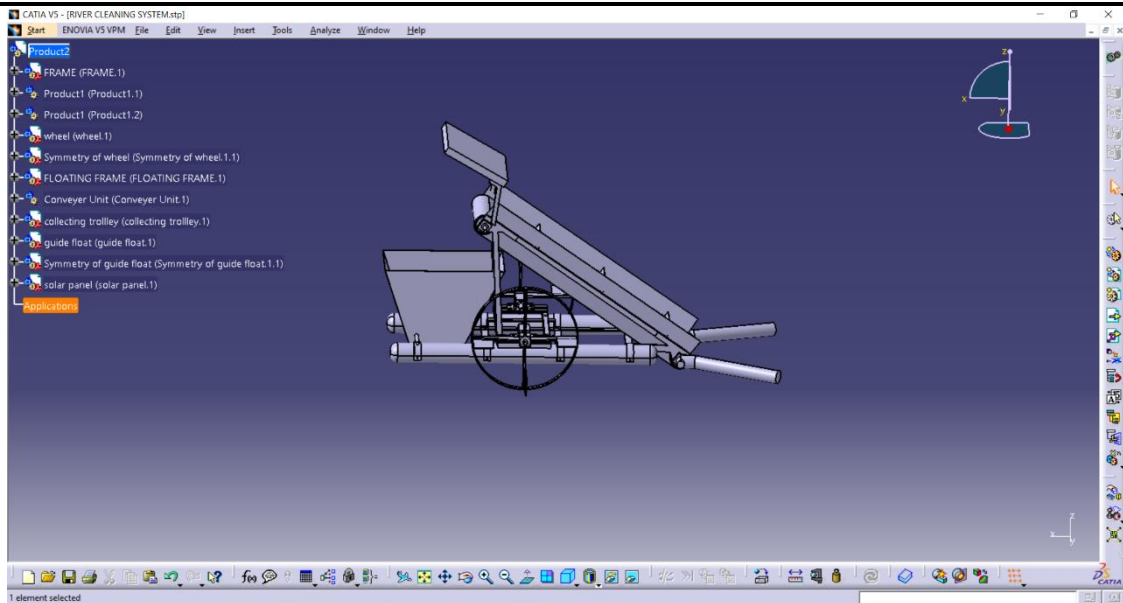 CATIA V5 - [RIVER CLEANING SYSTEM.stp]
Start ENOVIA V5 VPM File Edit View Insert Tools Analyze Window Help
Product2
FRAME (FRAME.1)
Product1 (Product1.1)
Product1 (Product1.2)
wheel (wheel.1)
Symmetry of wheel (Symmetry of wheel.1.1)
FLOATING FRAME (FLOATING FRAME.1)
Conveyer Unit (Conveyer Unit.1)
collecting trollley (collecting trollley.1)
guide float (guide float.1)
Symmetry of guide float (Symmetry of guide float.1.1)
solar panel (solar panel.1)
Applications
z
x
y
z
x
y
f(x)
CATIA
1 element selected